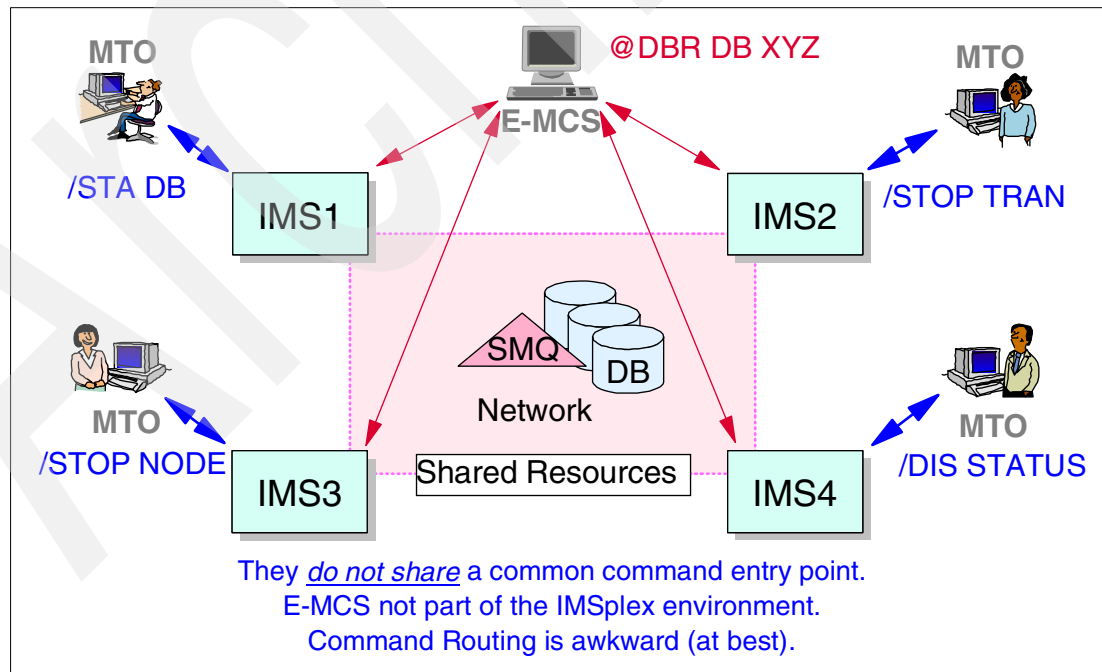 MTO
@DBR DB XYZ
MTO
E-MCS
/STA DB
/STOP TRAN
IMS1
IMS2
SMQ
DB
Network
MTO
MTO
/STOP NODE
/DIS STATUS
Shared Resources
IMS3
IMS4
They do not share a common command entry point.
E-MCS not part of the IMSplex environment.
Command Routing is awkward (at best).